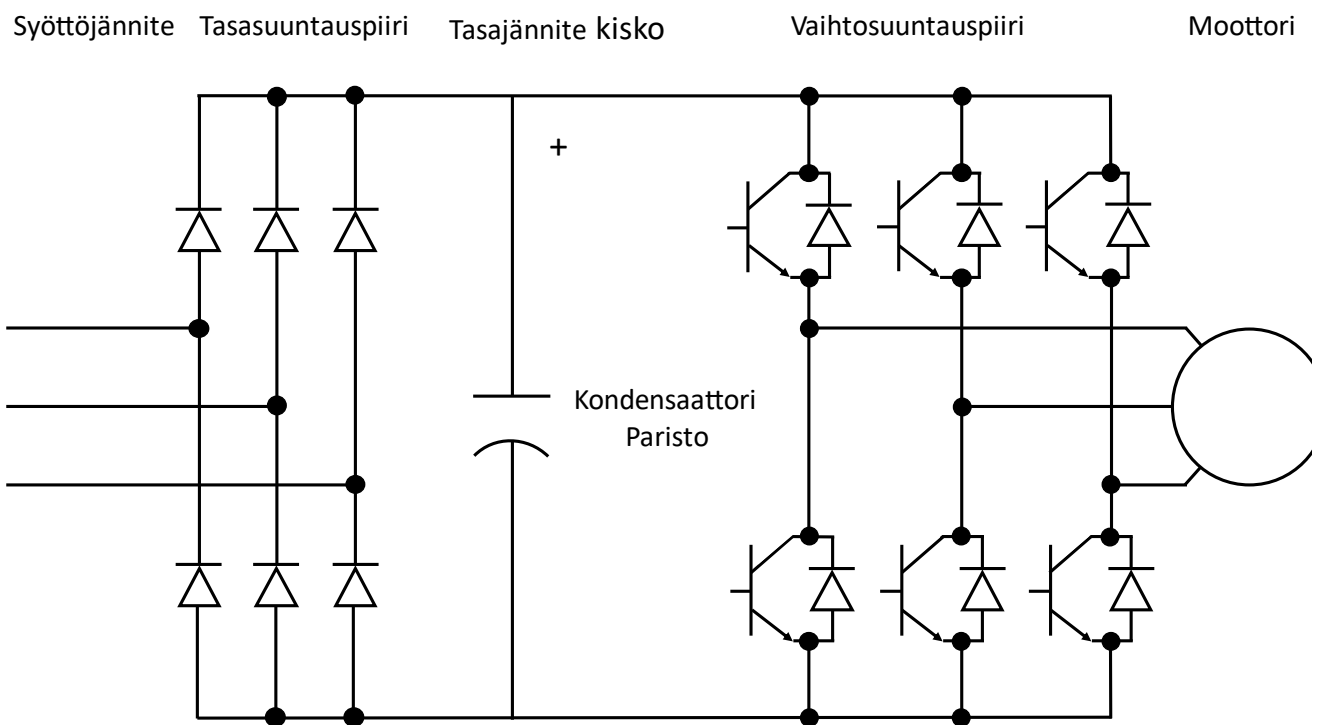 Syöttöjännite Tasasuuntauspiiri Tasajännite kisko Vaihtosuuntauspiiri Moottori
+
Kondensaattori
Paristo